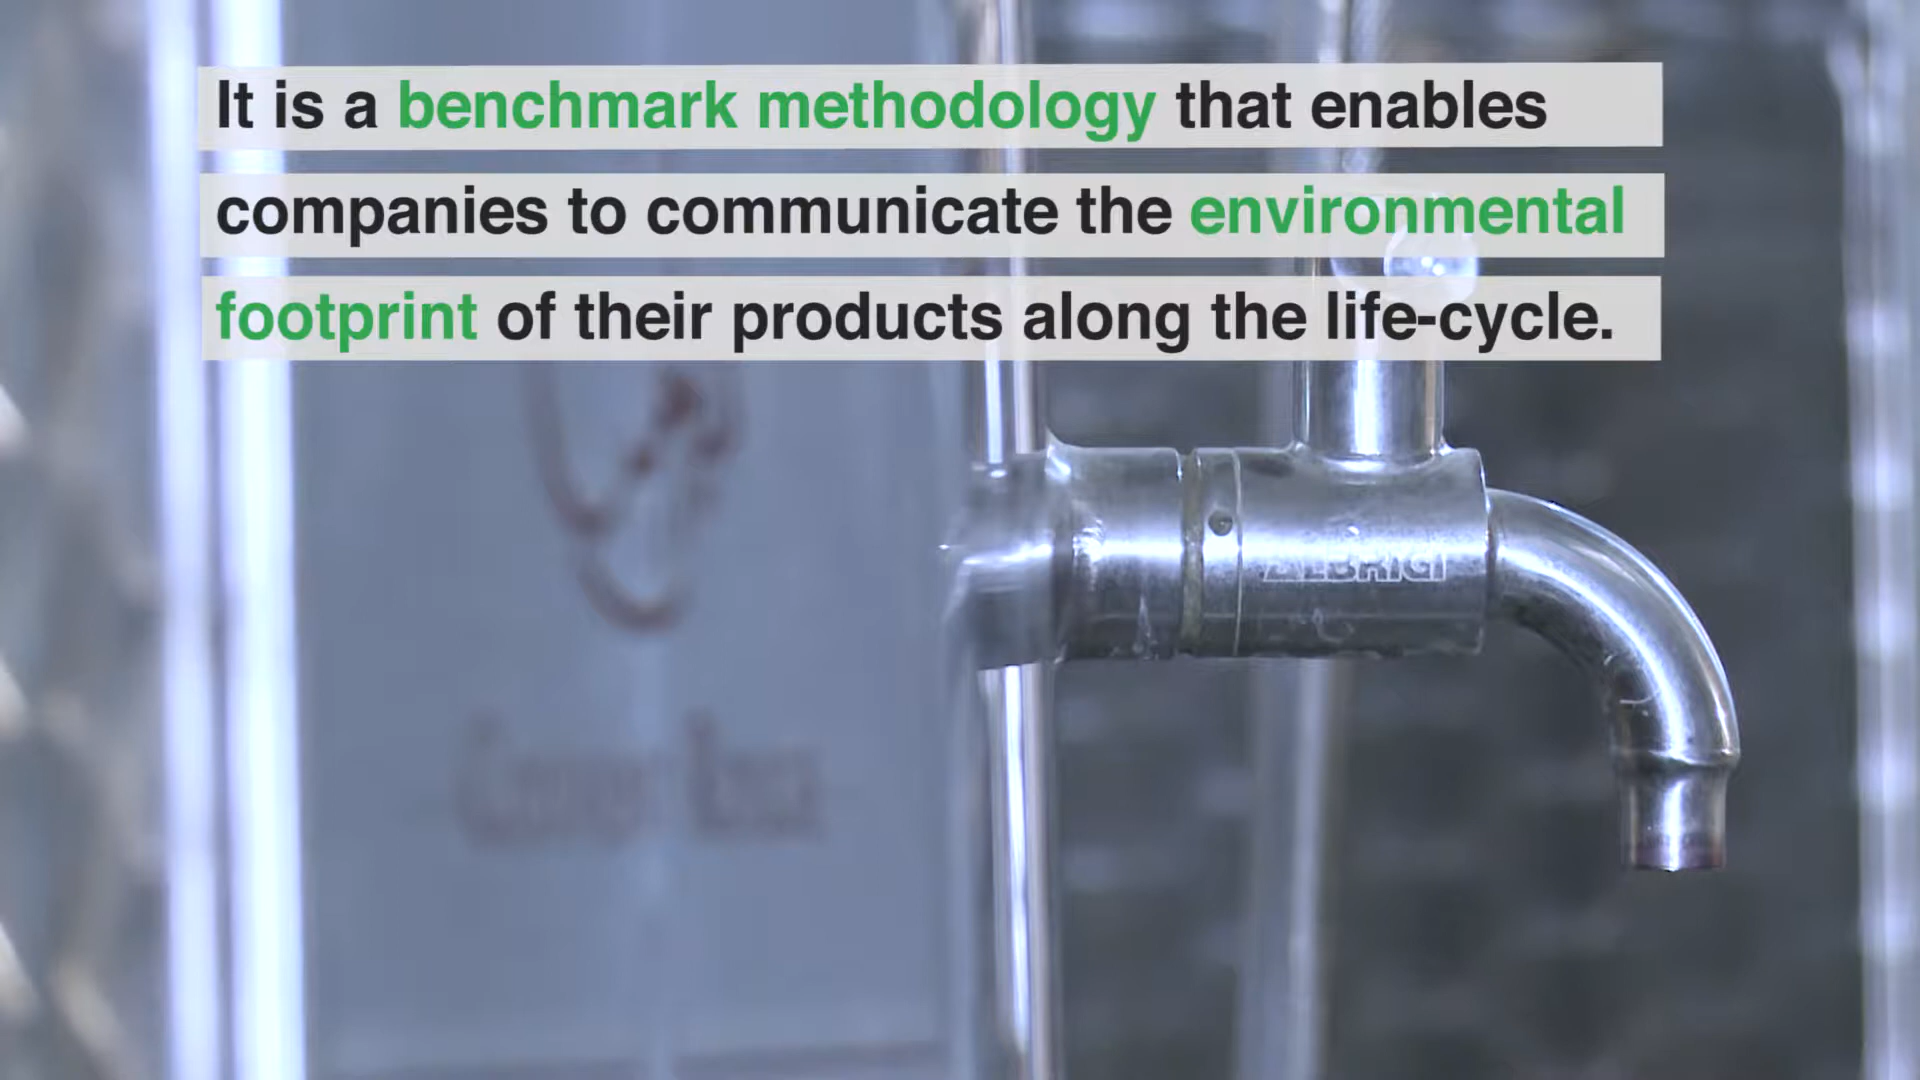 It is a benchmark methodology that enables
companies to communicate the environmental
footprint of their products along the life-cycle.